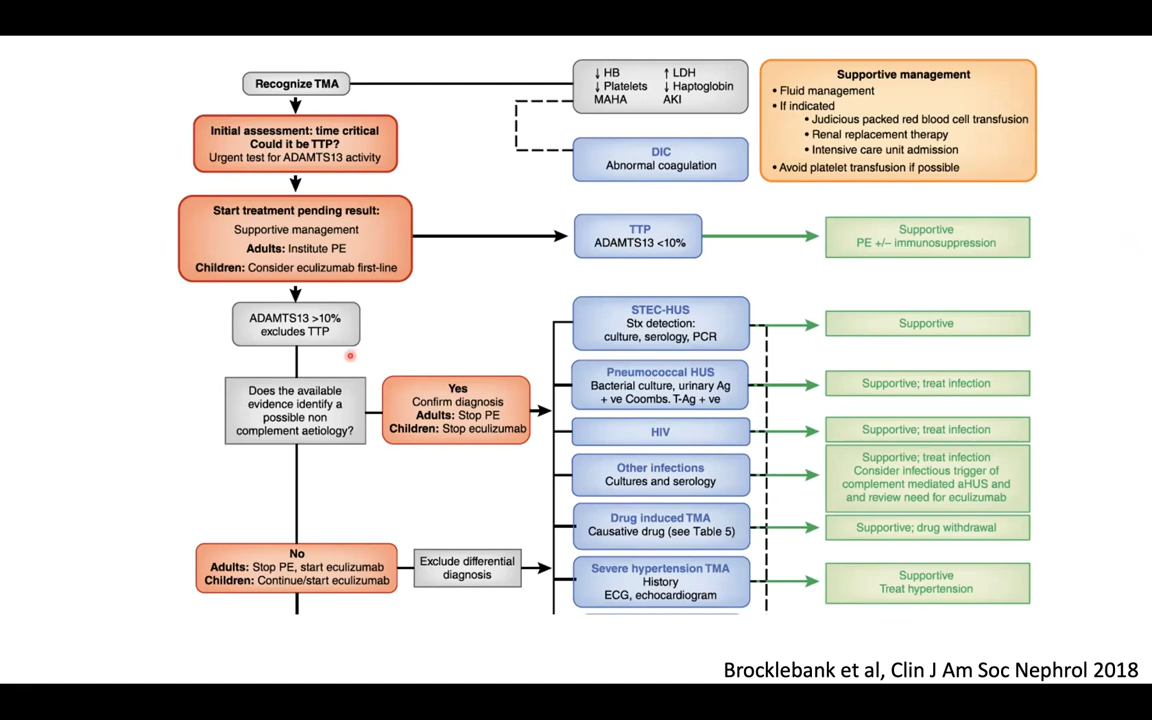 Recognize TMA
↓ HB ↑ LDH
↓ Platelets ↓ Haptoglobin
MAHA AKI
Supportive management
• Fluid management
• If indicated
• Judicious packed red blood cell transfusion
• Renal replacement therapy
• Intensive care unit admission
• Avoid platelet transfusion if possible
Initial assessment: time critical
Could it be TTP?
Urgent test for ADAMTS13 activity
DIC
Abnormal coagulation
Start treatment pending result:
Supportive management
Adults: Institute PE
Children: Consider eculizumab first-line
TTP
ADAMTS13 <10%
Supportive
PE +/– immunosuppression
ADAMTS13 >10%
excludes TTP
STEC-HUS
Stx detection:
culture, serology, PCR
Supportive
Does the available
evidence identify a
possible non
complement aetiology?
Yes
Confirm diagnosis
Adults: Stop PE
Children: Stop eculizumab
Pneumococcal HUS
Bacterial culture, urinary Ag
+ ve Coombs. T-Ag + ve
Supportive; treat infection
HIV
Supportive; treat infection
Other infections
Cultures and serology
Supportive; treat infection
Consider infectious trigger of
complement mediated aHUS and
and review need for eculizumab
Drug induced TMA
Causative drug (see Table 5)
Supportive; drug withdrawal
No
Adults: Stop PE, start eculizumab
Children: Continue/start eculizumab
Exclude differential
diagnosis
Severe hypertension TMA
History
ECG, echocardiogram
Supportive
Treat hypertension
Brocklebank et al, Clin J Am Soc Nephrol 2018